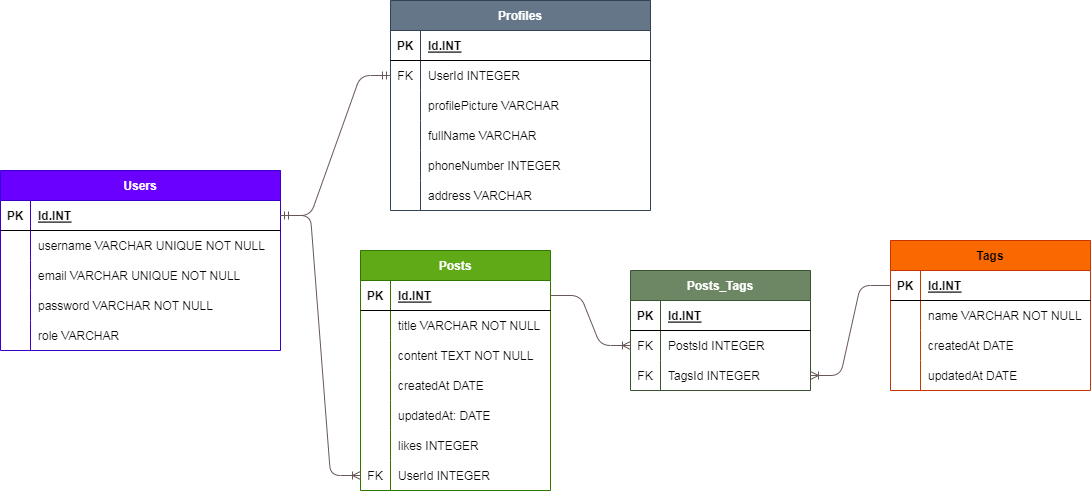 Profiles
PK Id.INT
FK UserId INTEGER
profilePicture VARCHAR
fullName VARCHAR
phoneNumber INTEGER
address VARCHAR
Users
PK Id.INT
username VARCHAR UNIQUE NOT NULL
email VARCHAR UNIQUE NOT NULL
password VARCHAR NOT NULL
role VARCHAR
Posts
PK Id.INT
title VARCHAR NOT NULL
content TEXT NOT NULL
createdAt DATE
updatedAt: DATE
likes INTEGER
FK UserId INTEGER
Posts_Tags
PK Id.INT
FK PostsId INTEGER
FK TagsId INTEGER
Tags
PK Id.INT
name VARCHAR NOT NULL
createdAt DATE
updatedAt DATE